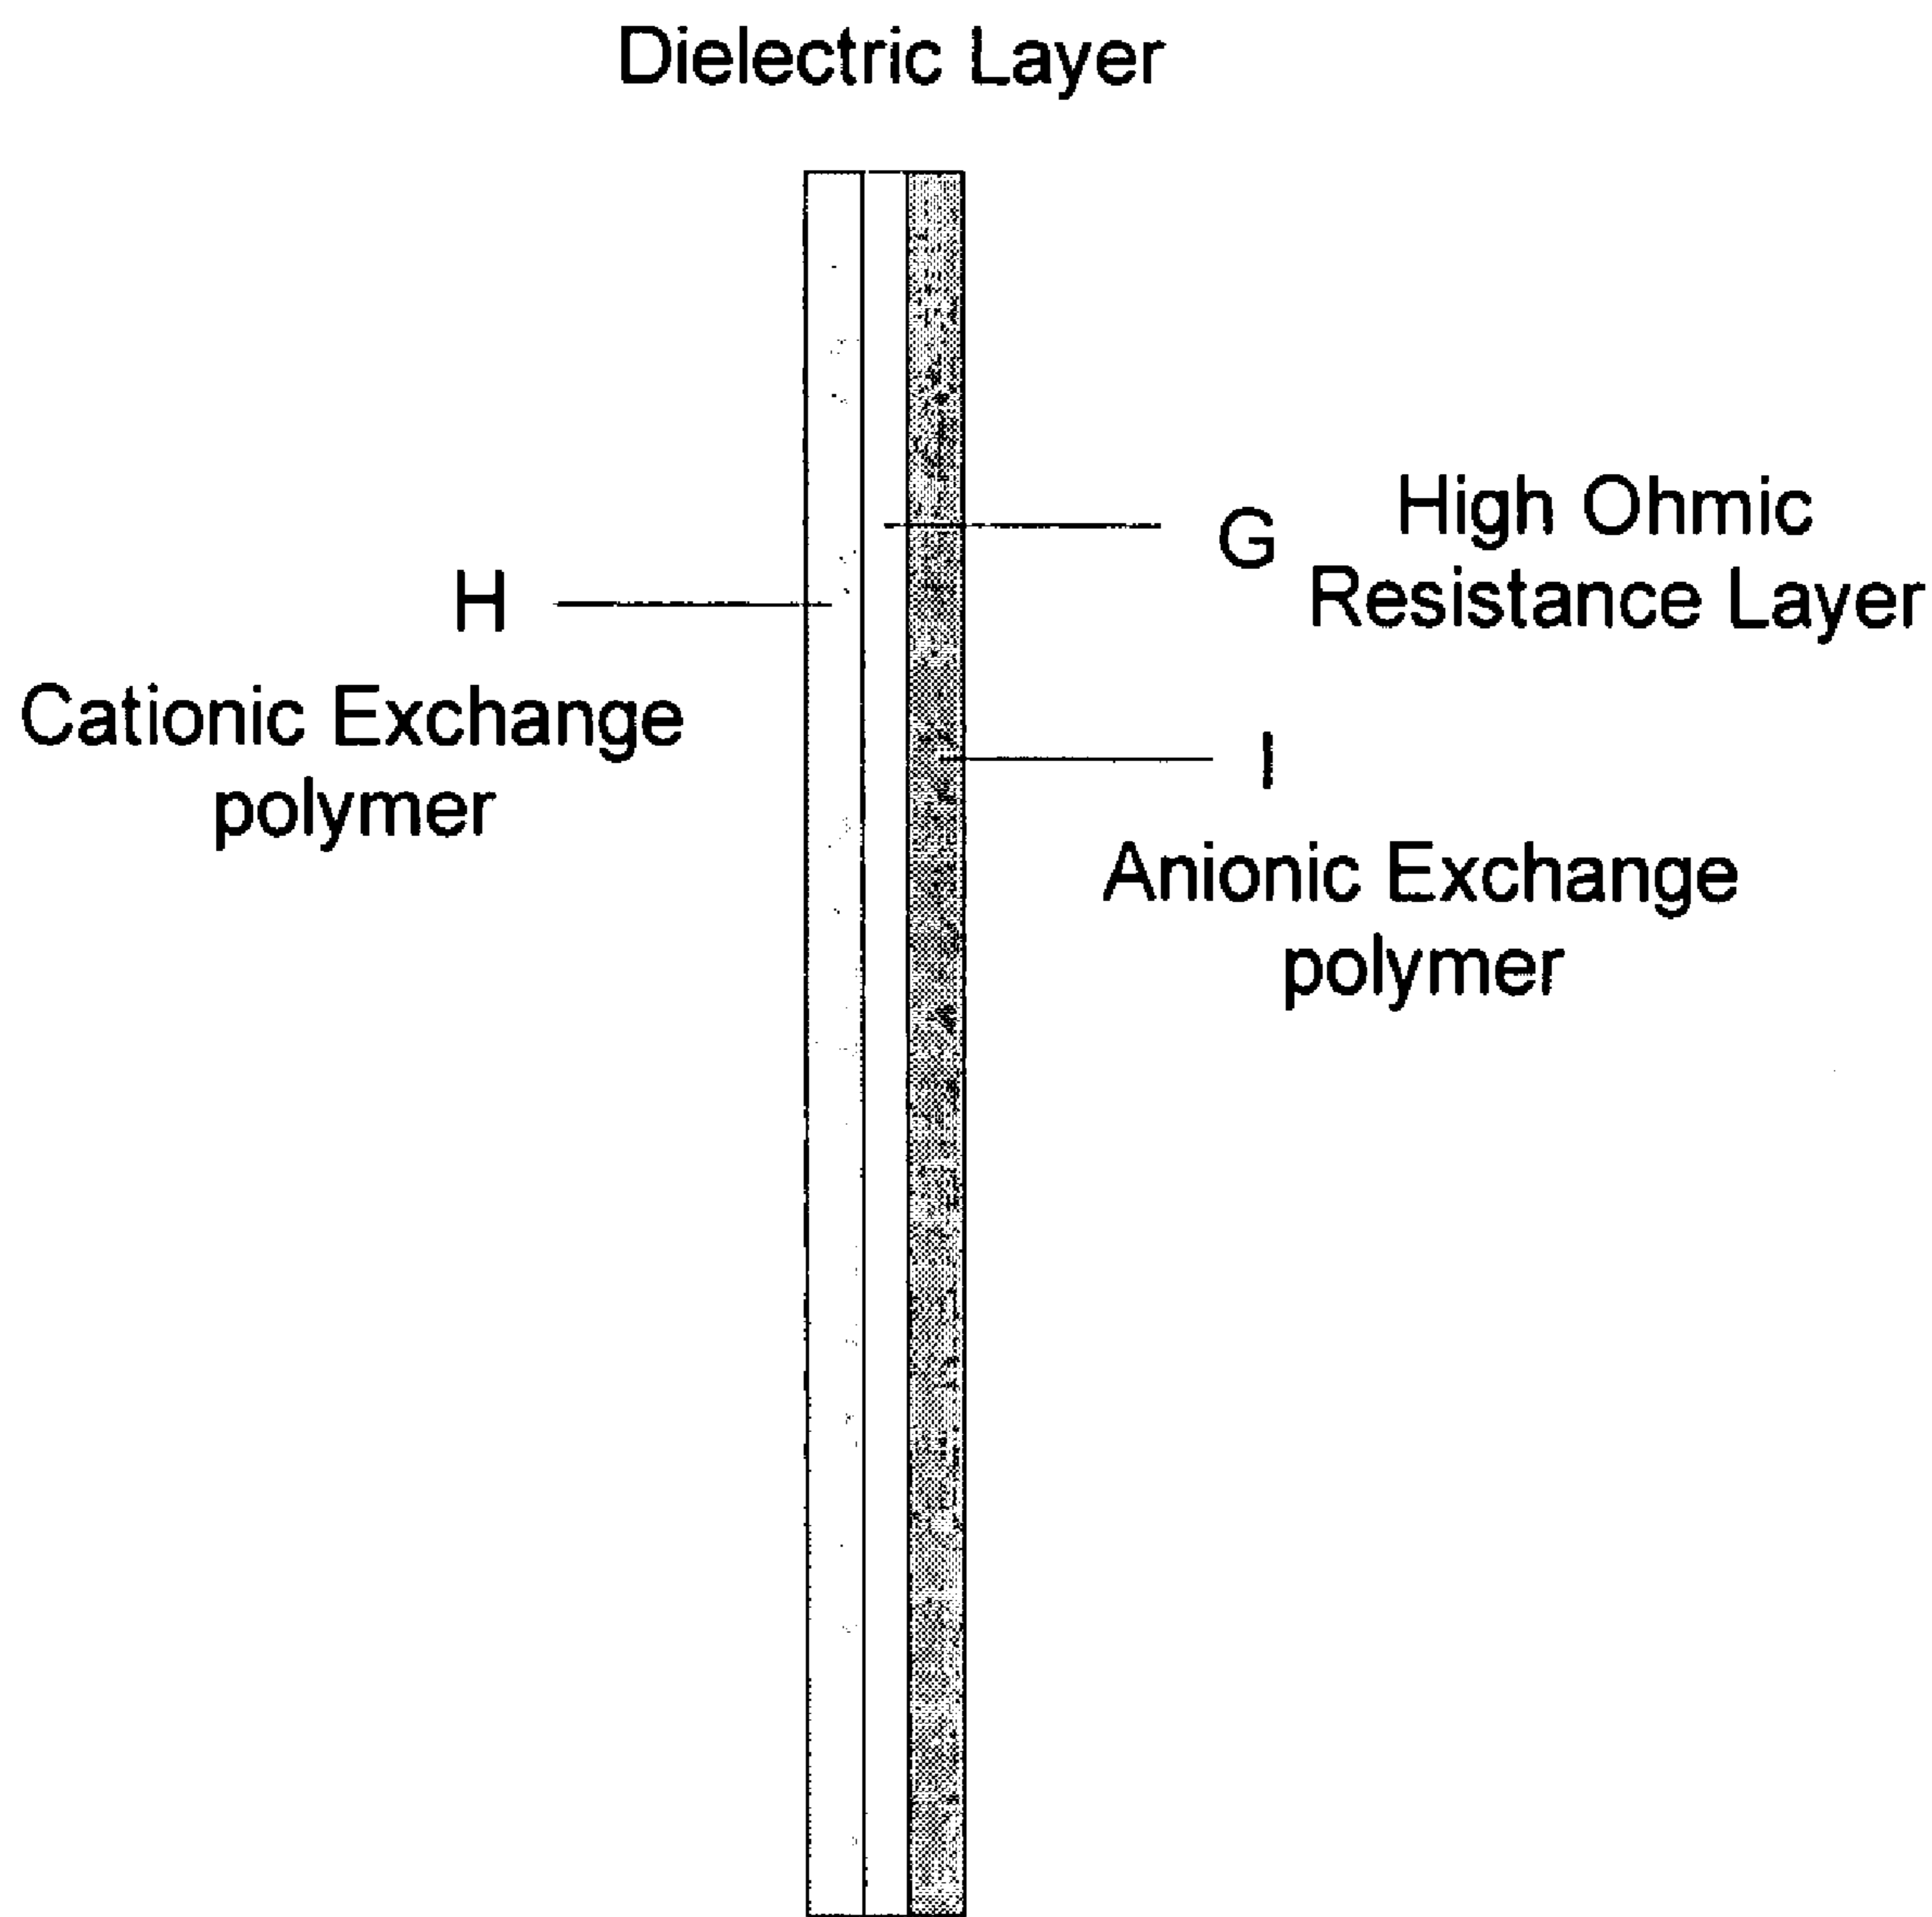 Dielectric Layer
G
High Ohmic
Resistance Layer
H
Cationic Exchange
polymer
I
Anionic Exchange
polymer